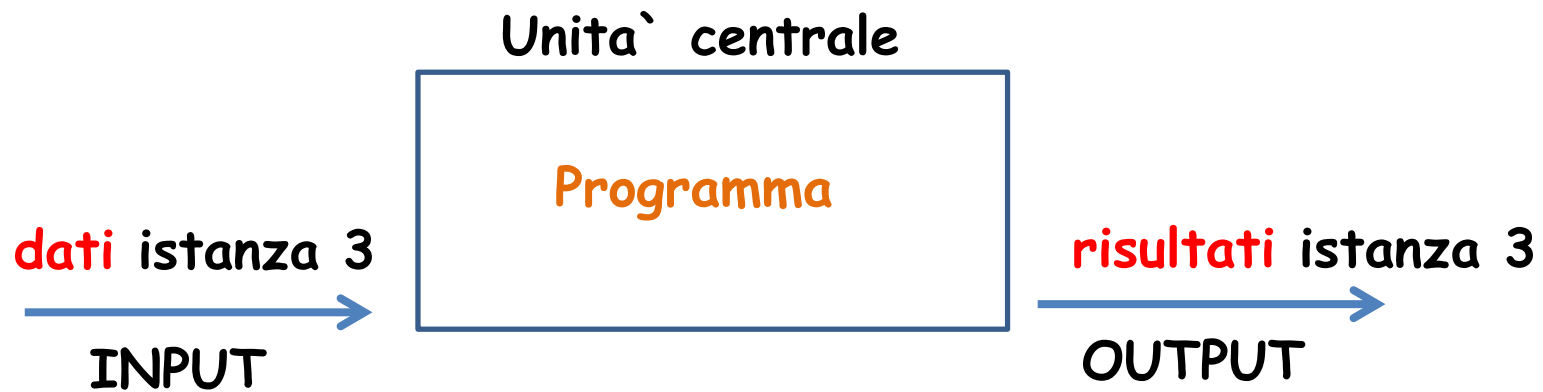 Unita` centrale
Programma
dati istanza 3
INPUT
risultati istanza 3
OUTPUT